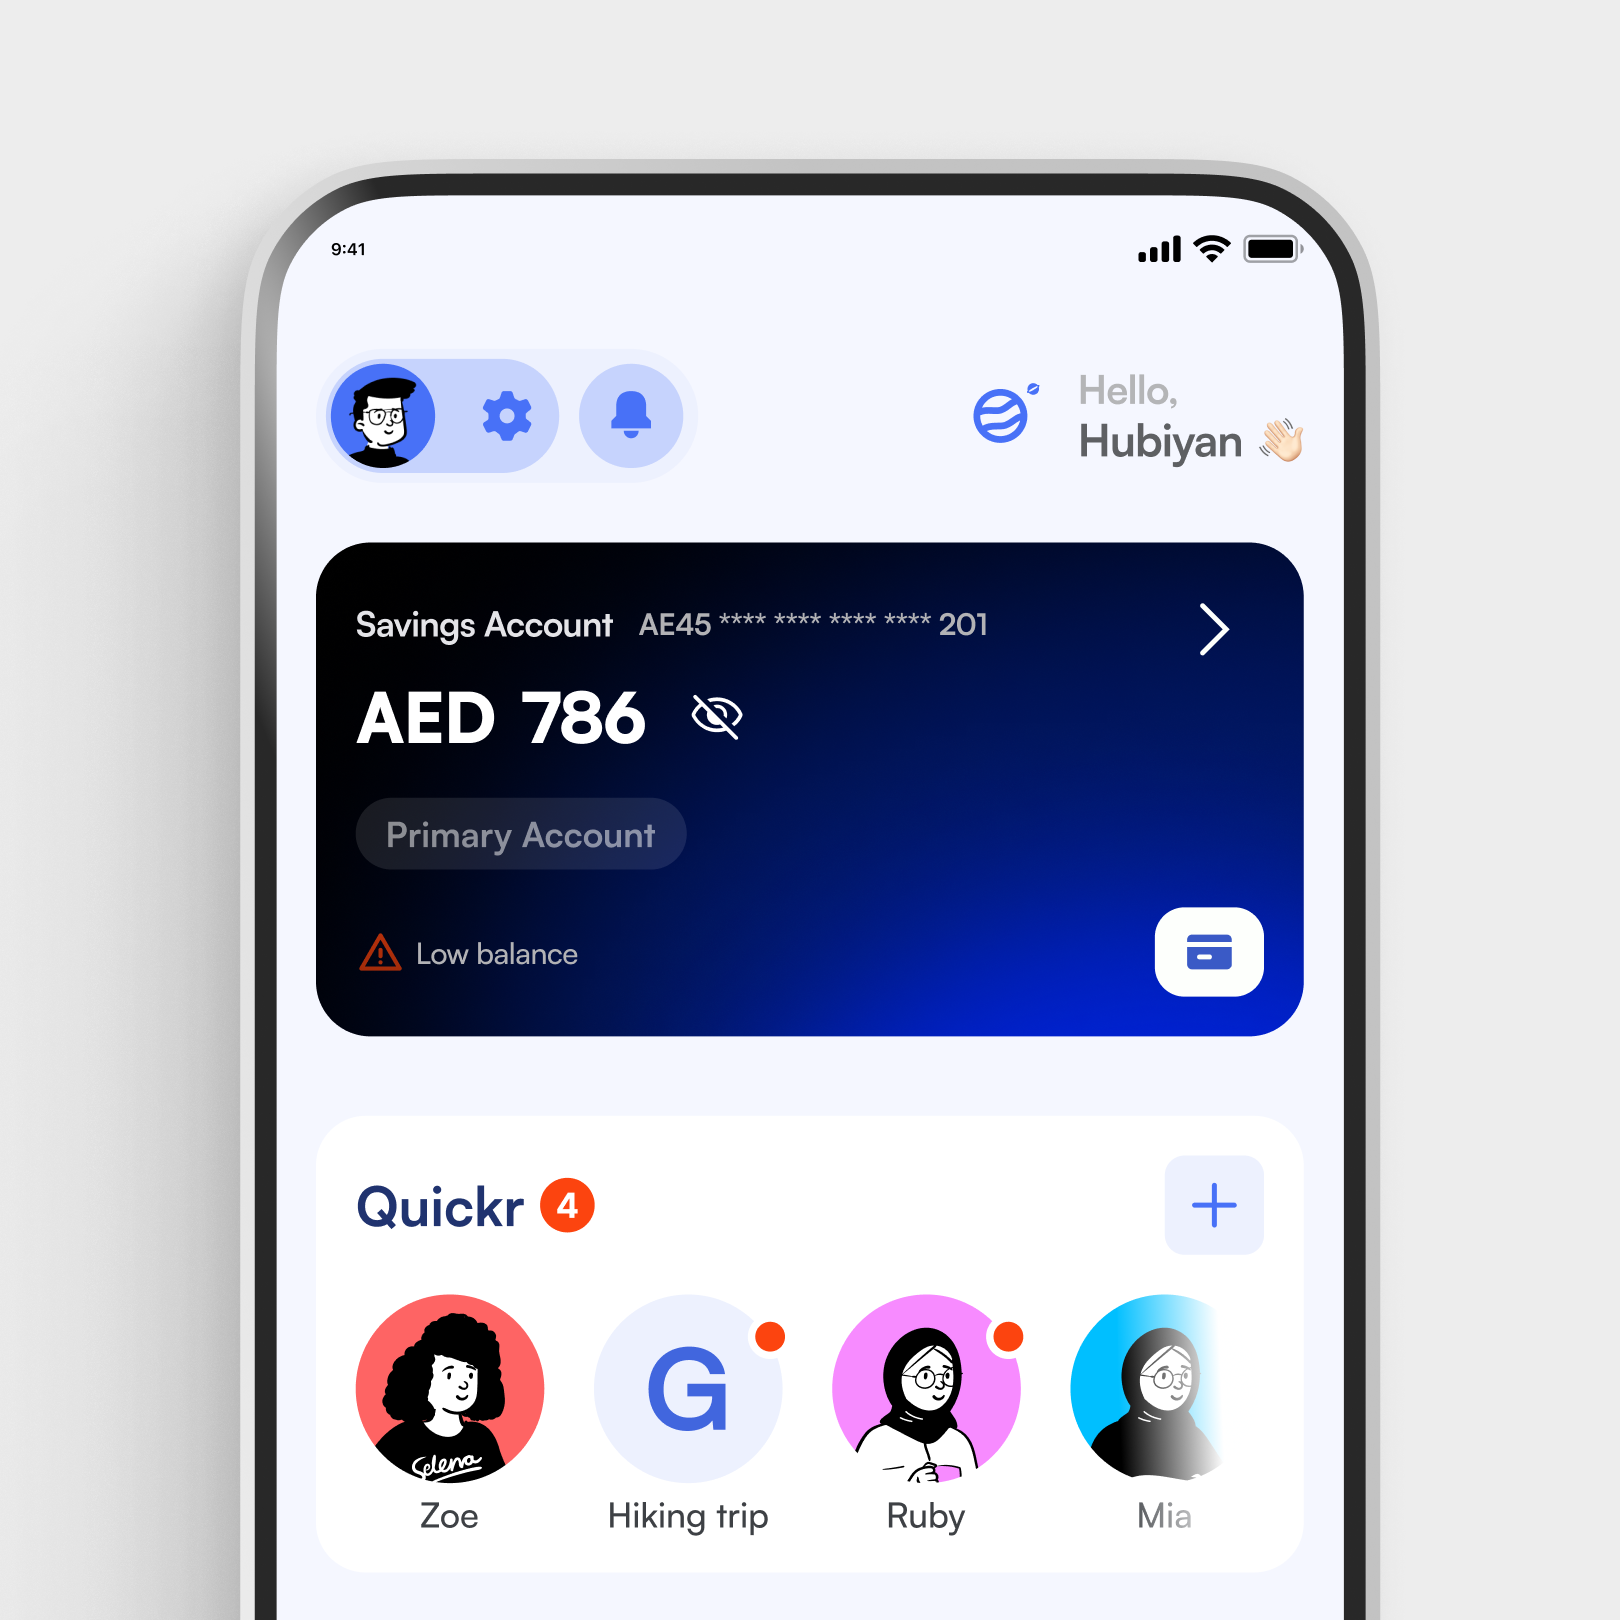 9:41
Hello,
Hubiyan 👋🏻
Savings Account AE45 **** **** **** **** 201
AED 786
Primary Account
Low balance
Quickr 4
Selena
G
Zoe Hiking trip Ruby Mia